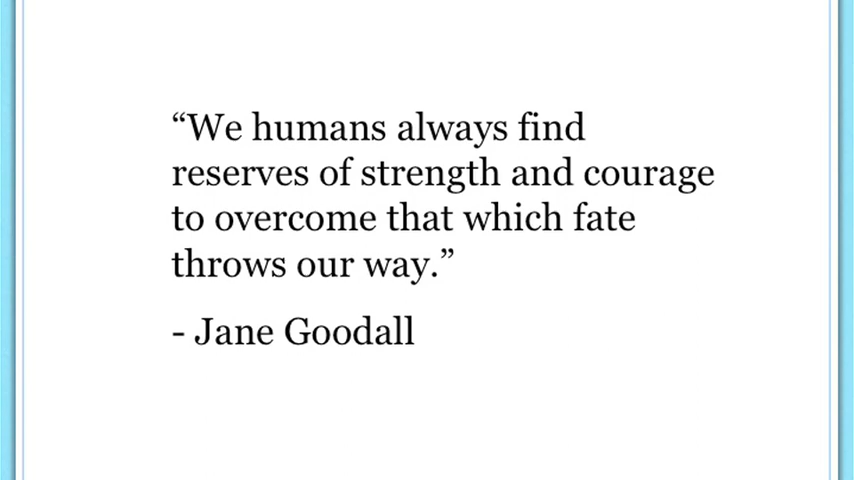 “We humans always find
reserves of strength and courage
to overcome that which fate
throws our way.”
- Jane Goodall